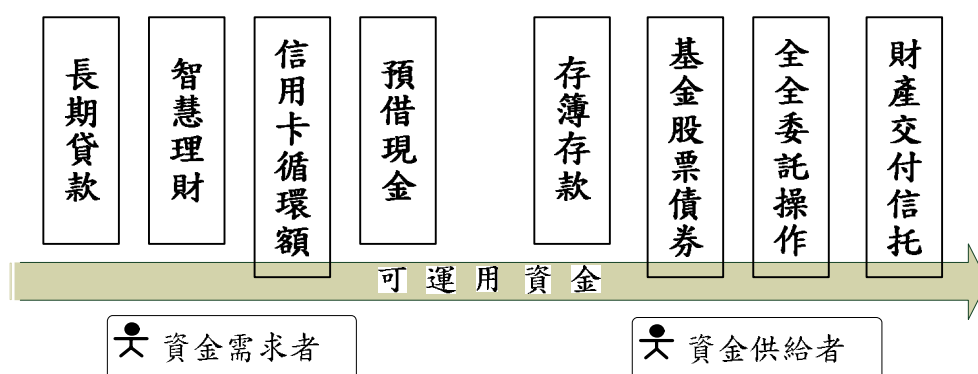 長期貸款
智慧理財
信用卡循環額
預借現金
存簿存款
基金股票債券
全全委託操作
財產交付信托
可運用資金
資金需求者
資金供給者